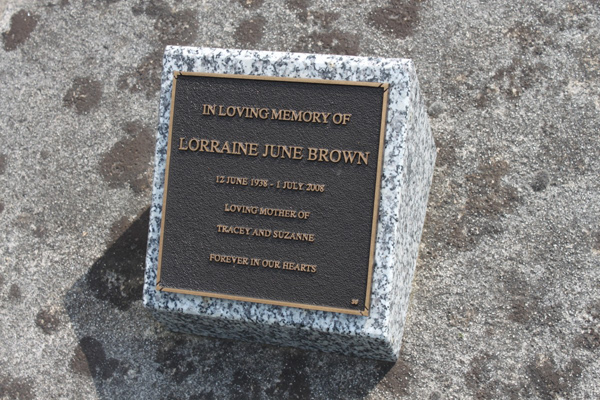 IN LOVING MEMORY OF
LORRAINE JUNE BROWN
12 JUNE 1938 - 1 JULY 2008
LOVING MOTHER OF
TRACEY AND SUZANNE
FOREVER IN OUR HEARTS